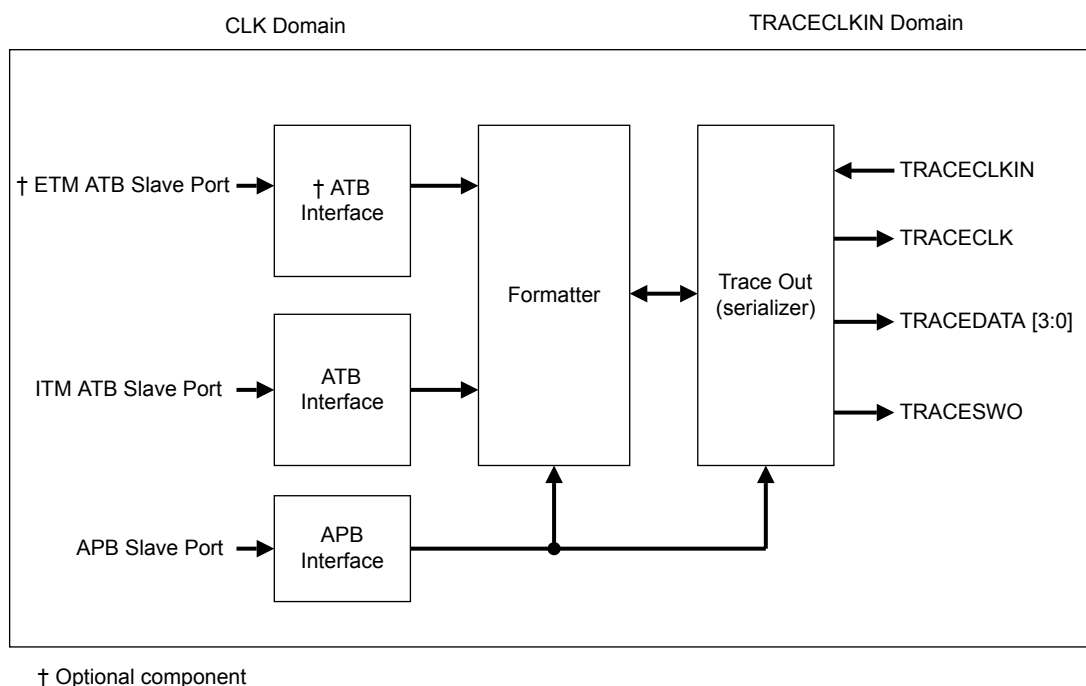 CLK Domain
TRACECLKIN Domain
† ETM ATB Slave Port
† ATB
Interface
Formatter
Trace Out
(serializer)
TRACECLKIN
TRACECLK
TRACEDATA [3:0]
TRACESWO
ITM ATB Slave Port
ATB
Interface
APB Slave Port
APB
Interface
† Optional component